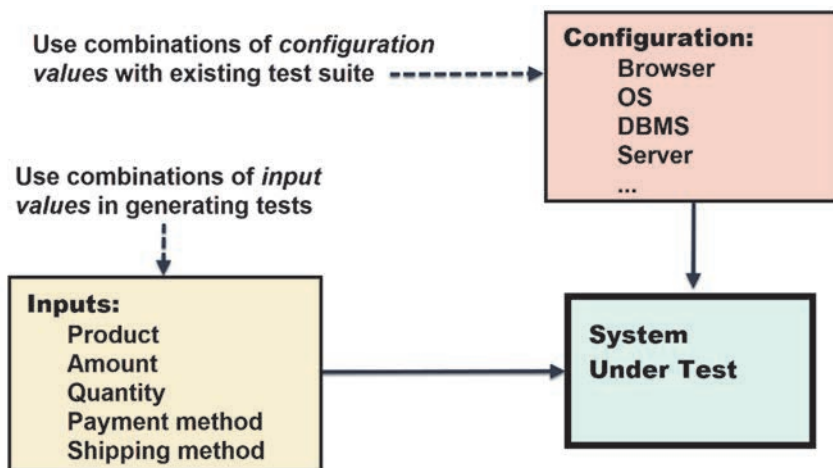 Use combinations of configuration
values with existing test suite
Configuration:
Browser
OS
DBMS
Server
...
Use combinations of input
values in generating tests
Inputs:
Product
Amount
Quantity
Payment method
Shipping method
System
Under Test